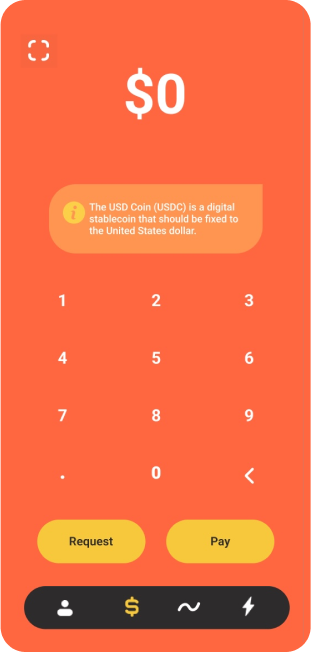 $0
i The USD Coin (USDC) is a digital
stablecoin that should be fixed to
the United States dollar.
1 2 3
4 5 6
7 8 9
. 0 <
Request Pay
$